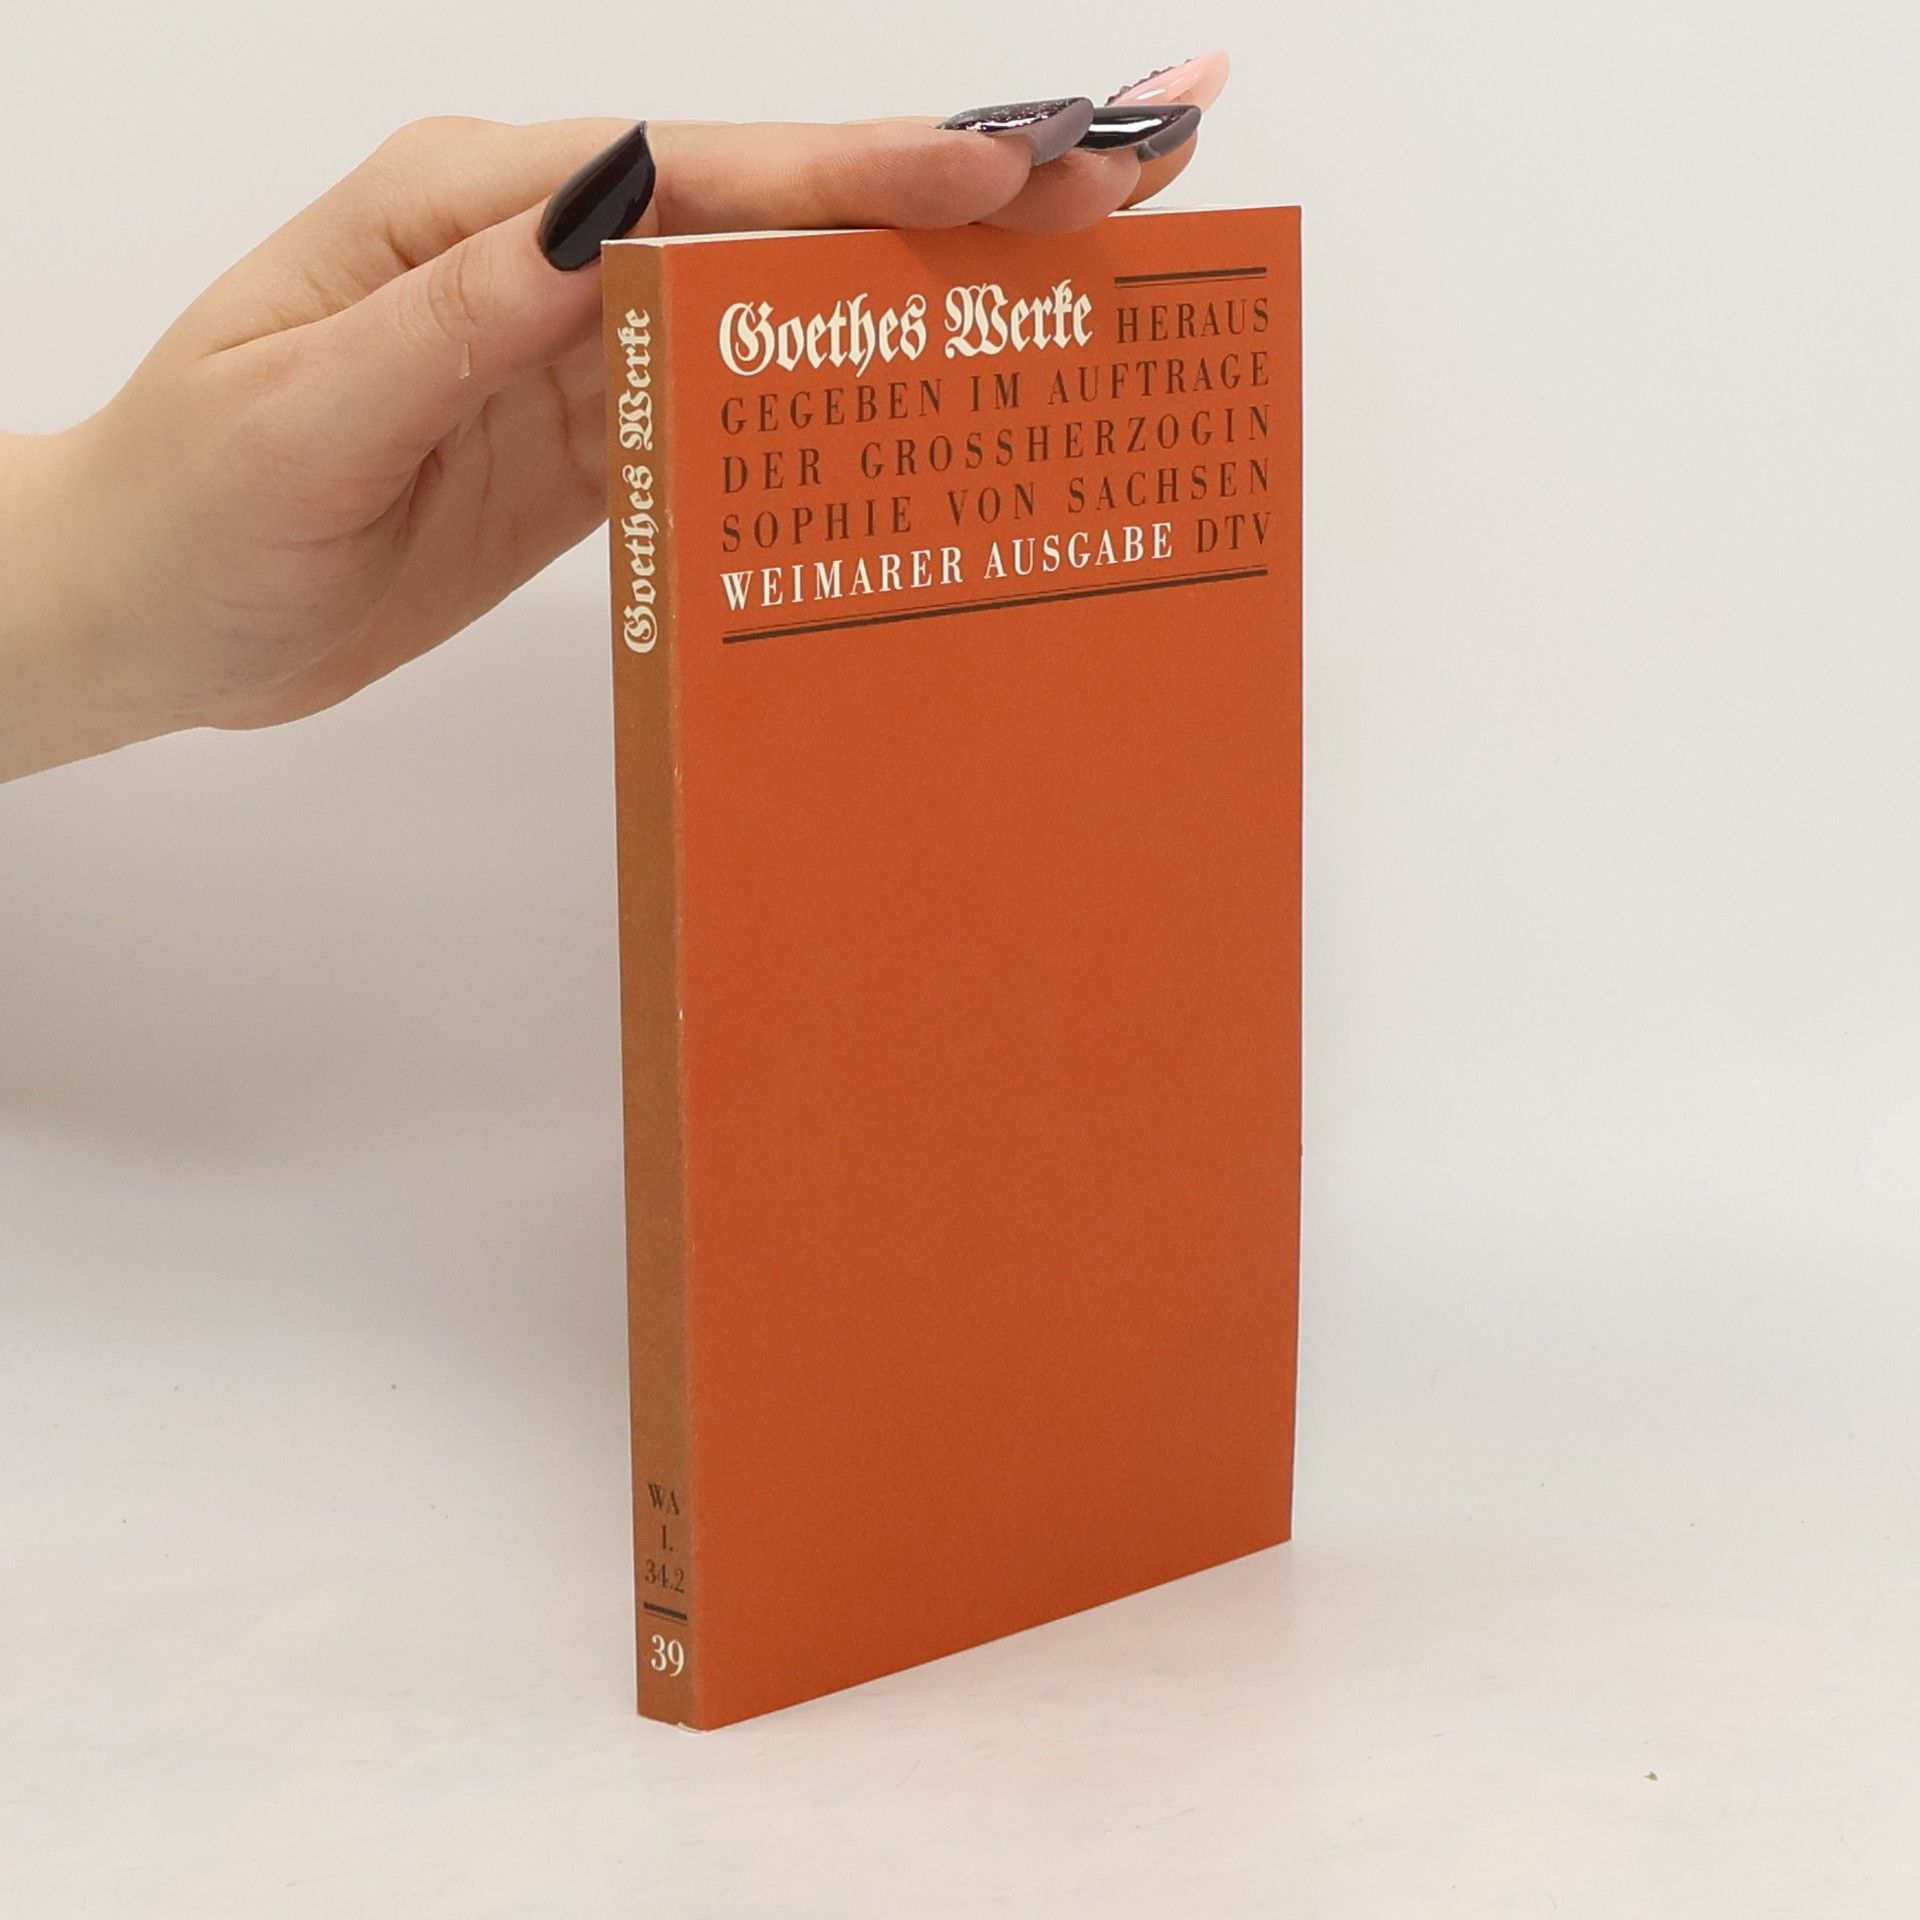 Goethes Werke HERAUS
GEGEBEN IM AUFTRAGE
DER GROSSHERZOGIN
SOPHIE VON SACHSEN
WEIMARER AUSGABE DTV
Goethes Werke
WA
I.
34.2
39